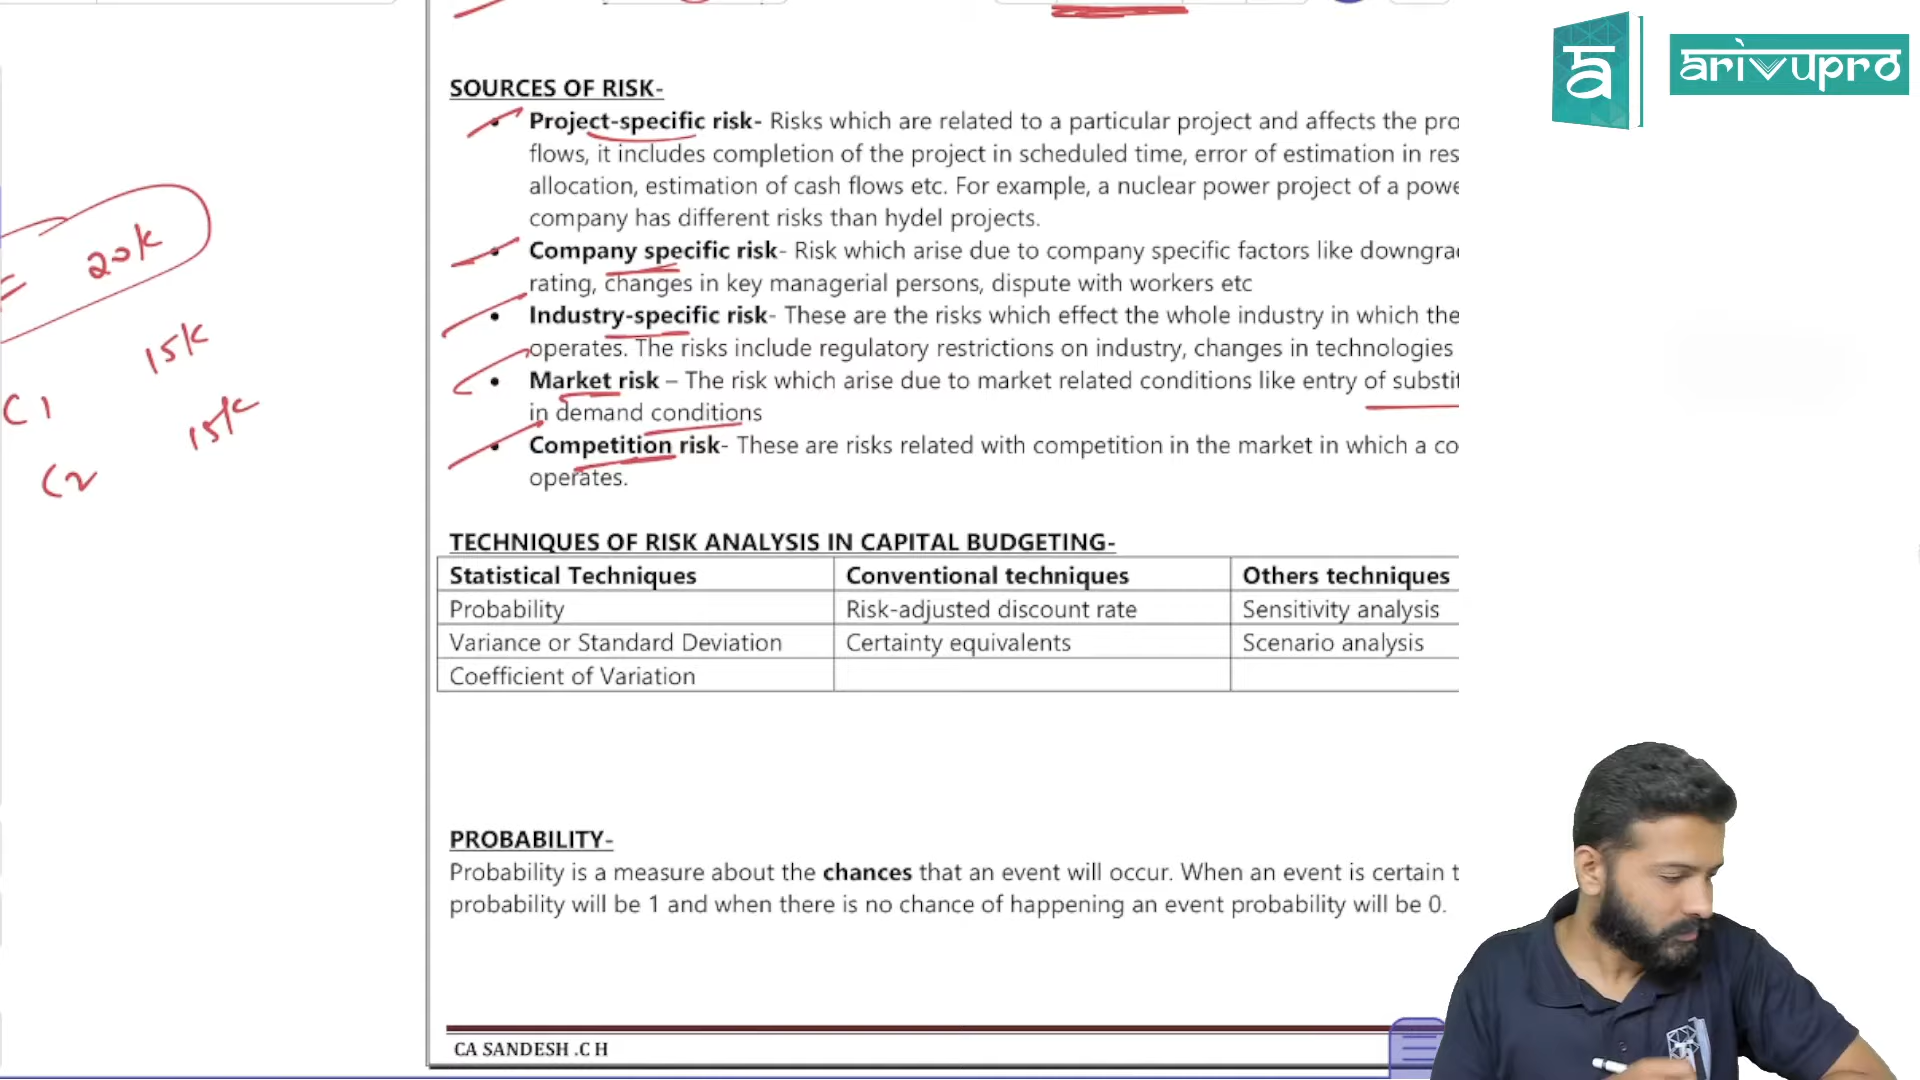 arivupro
SOURCES OF RISK-
Project-specific risk- Risks which are related to a particular project and affects the pro
flows, it includes completion of the project in scheduled time, error of estimation in res
allocation, estimation of cash flows etc. For example, a nuclear power project of a powe
company has different risks than hydel projects.
Company specific risk- Risk which arise due to company specific factors like downgra
rating, changes in key managerial persons, dispute with workers etc
Industry-specific risk- These are the risks which effect the whole industry in which the
operates. The risks include regulatory restrictions on industry, changes in technologies
Market risk – The risk which arise due to market related conditions like entry of substit
in demand conditions
Competition risk- These are risks related with competition in the market in which a co
operates.
= 20k
15k
C1
15k
C2
TECHNIQUES OF RISK ANALYSIS IN CAPITAL BUDGETING-
Statistical Techniques Conventional techniques Others techniques
Probability Risk-adjusted discount rate Sensitivity analysis
Variance or Standard Deviation Certainty equivalents Scenario analysis
Coefficient of Variation
PROBABILITY-
Probability is a measure about the chances that an event will occur. When an event is certain t
probability will be 1 and when there is no chance of happening an event probability will be 0.
CA SANDESH .C H